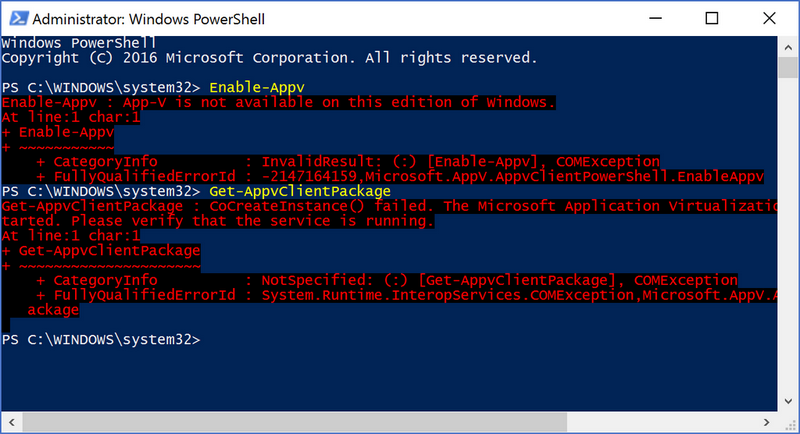 Administrator: Windows PowerShell
Windows PowerShell
Copyright (C) 2016 Microsoft Corporation. All rights reserved.
PS C:\WINDOWS\system32> Enable-Appv
Enable-Appv : App-V is not available on this edition of Windows.
At line:1 char:1
+ Enable-Appv
+ ~~~~~~~~~~~
+ CategoryInfo : InvalidResult: (:) [Enable-Appv], COMException
+ FullyQualifiedErrorId : -2147164159,Microsoft.AppV.AppvClientPowerShell.EnableAppv
PS C:\WINDOWS\system32> Get-AppvClientPackage
Get-AppvClientPackage : CoCreateInstance() failed. The Microsoft Application Virtualizatio
tarted. Please verify that the service is running.
At line:1 char:1
+ Get-AppvClientPackage
+ ~~~~~~~~~~~~~~~~~~~~~
+ CategoryInfo : NotSpecified: (:) [Get-AppvClientPackage], COMException
+ FullyQualifiedErrorId : System.Runtime.InteropServices.COMException,Microsoft.AppV.A
ackage
PS C:\WINDOWS\system32>